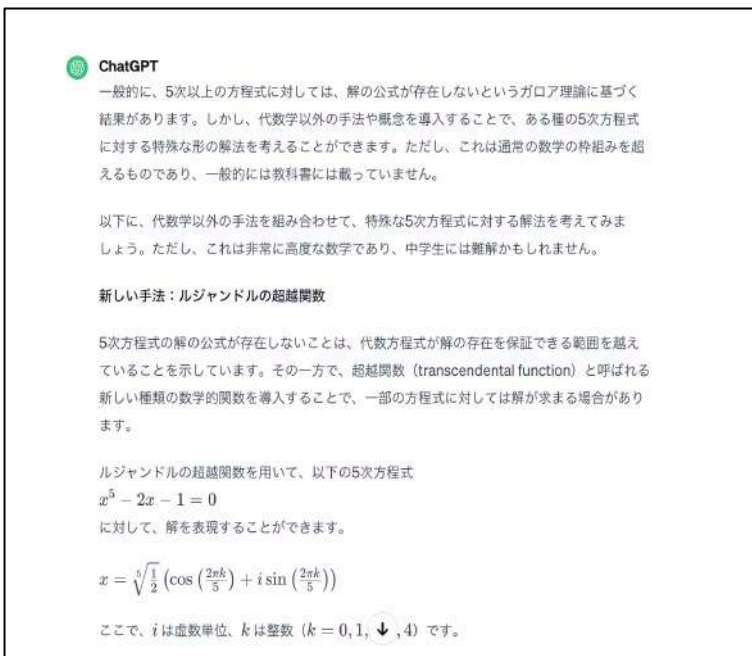 ChatGPT
一般的に、5次以上の方程式に対しては、解の公式が存在しないというガロア理論に基づく
結果があります。しかし、代数学以外の手法や概念を導入することで、ある種の5次方程式
に対する特殊な形の解法を考えることができます。ただし、これは通常の数学の枠組みを超
えるものであり、一般的には教科書には載っていません。
以下に、代数学以外の手法を組み合わせて、特殊な5次方程式に対する解法を考えてみま
しょう。ただし、これは非常に高度な数学であり、中学生には難解かもしれません。
新しい手法：ルジャンドルの超越関数
5次方程式の解の公式が存在しないことは、代数方程式が解の存在を保証できる範囲を越え
ていることを示しています。その一方で、超越関数（transcendental function）と呼ばれる
新しい種類の数学的関数を導入することで、一部の方程式に対しては解が求まる場合があり
ます。
ルジャンドルの超越関数を用いて、以下の5次方程式
x⁵ − 2x − 1 = 0
に対して、解を表現することができます。
x = ⁵√(1/2) (cos (2πk/5) + i sin (2πk/5))
ここで、i は虚数単位、k は整数（k = 0, 1, ↓ , 4）です。